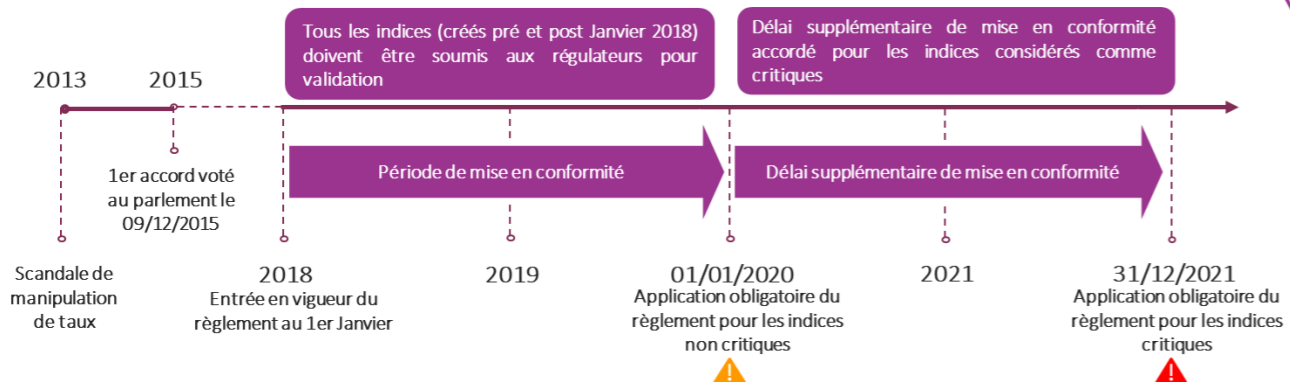 Tous les indices (créés pré et post Janvier 2018)
doivent être soumis aux régulateurs pour
validation
Délai supplémentaire de mise en conformité
accordé pour les indices considérés comme
critiques
2013
2015
1er accord voté
au parlement le
09/12/2015
Période de mise en conformité
Délai supplémentaire de mise en conformité
Scandale de
manipulation
de taux
2018
Entrée en vigueur du
règlement au 1er Janvier
2019
01/01/2020
Application obligatoire du
règlement pour les indices
non critiques
2021
31/12/2021
Application obligatoire du
règlement pour les indices
critiques